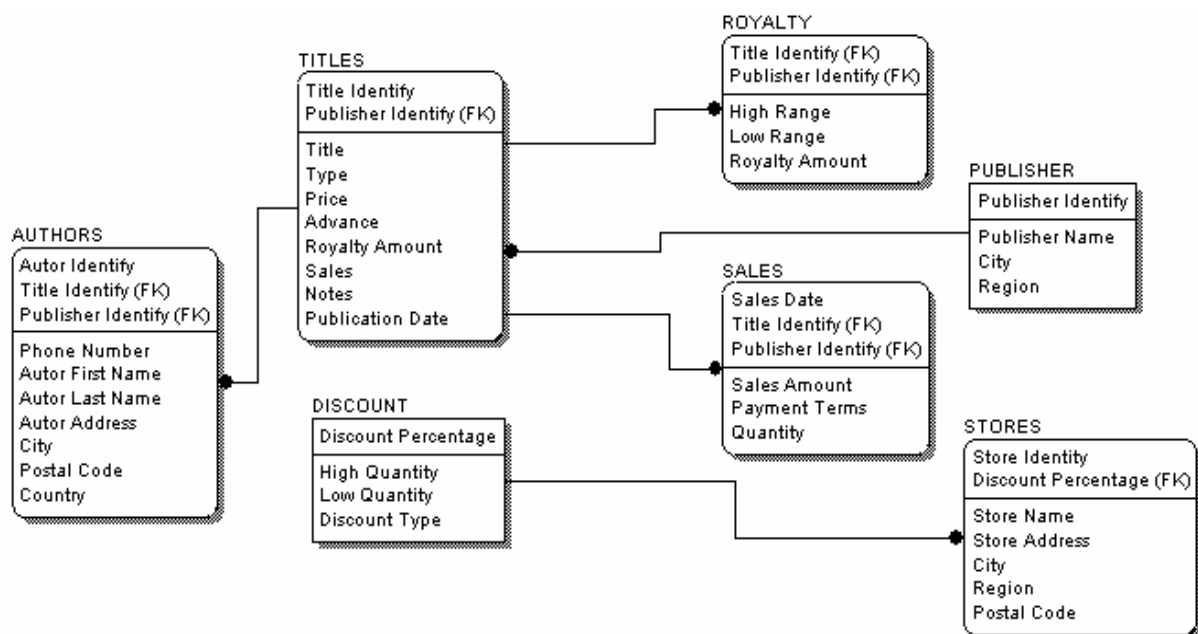 ROYALTY
Title Identify (FK)
Publisher Identify (FK)
High Range
Low Range
Royalty Amount
TITLES
Title Identify
Publisher Identify (FK)
Title
Type
Price
Advance
Royalty Amount
Sales
Notes
Publication Date
PUBLISHER
Publisher Identify
Publisher Name
City
Region
AUTHORS
Autor Identify
Title Identify (FK)
Publisher Identify (FK)
Phone Number
Autor First Name
Autor Last Name
Autor Address
City
Postal Code
Country
SALES
Sales Date
Title Identify (FK)
Publisher Identify (FK)
Sales Amount
Payment Terms
Quantity
DISCOUNT
Discount Percentage
High Quantity
Low Quantity
Discount Type
STORES
Store Identity
Discount Percentage (FK)
Store Name
Store Address
City
Region
Postal Code